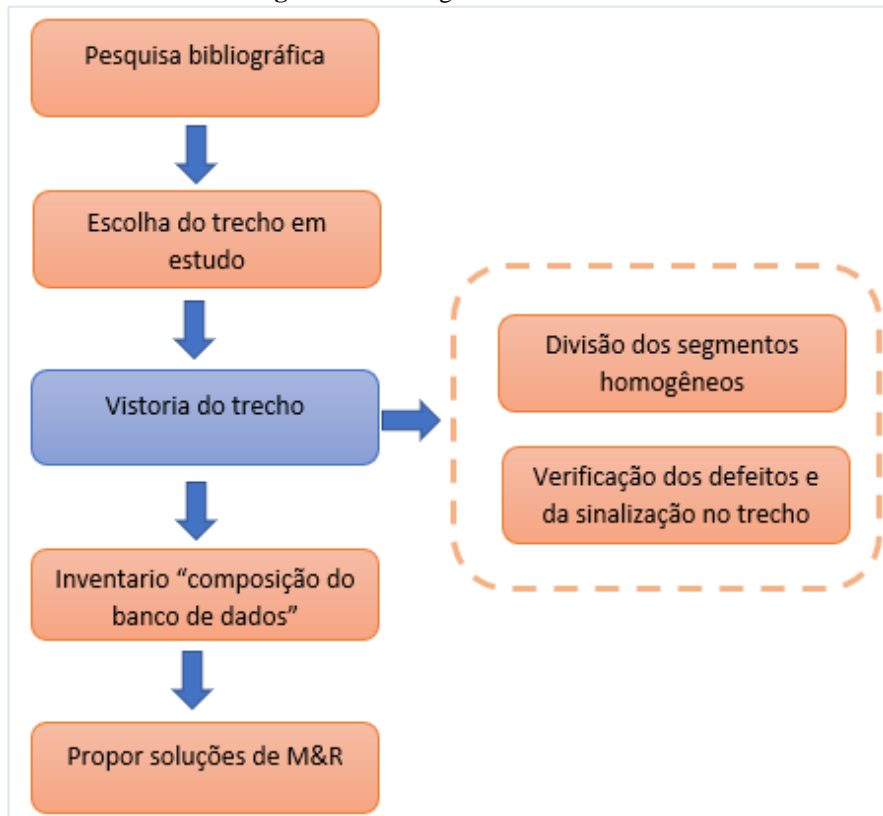 Pesquisa bibliográfica
Escolha do trecho em
estudo
Vistoria do trecho
Divisão dos segmentos
homogêneos
Verificação dos defeitos e
da sinalização no trecho
Inventario “composição do
banco de dados”
Propor soluções de M&R